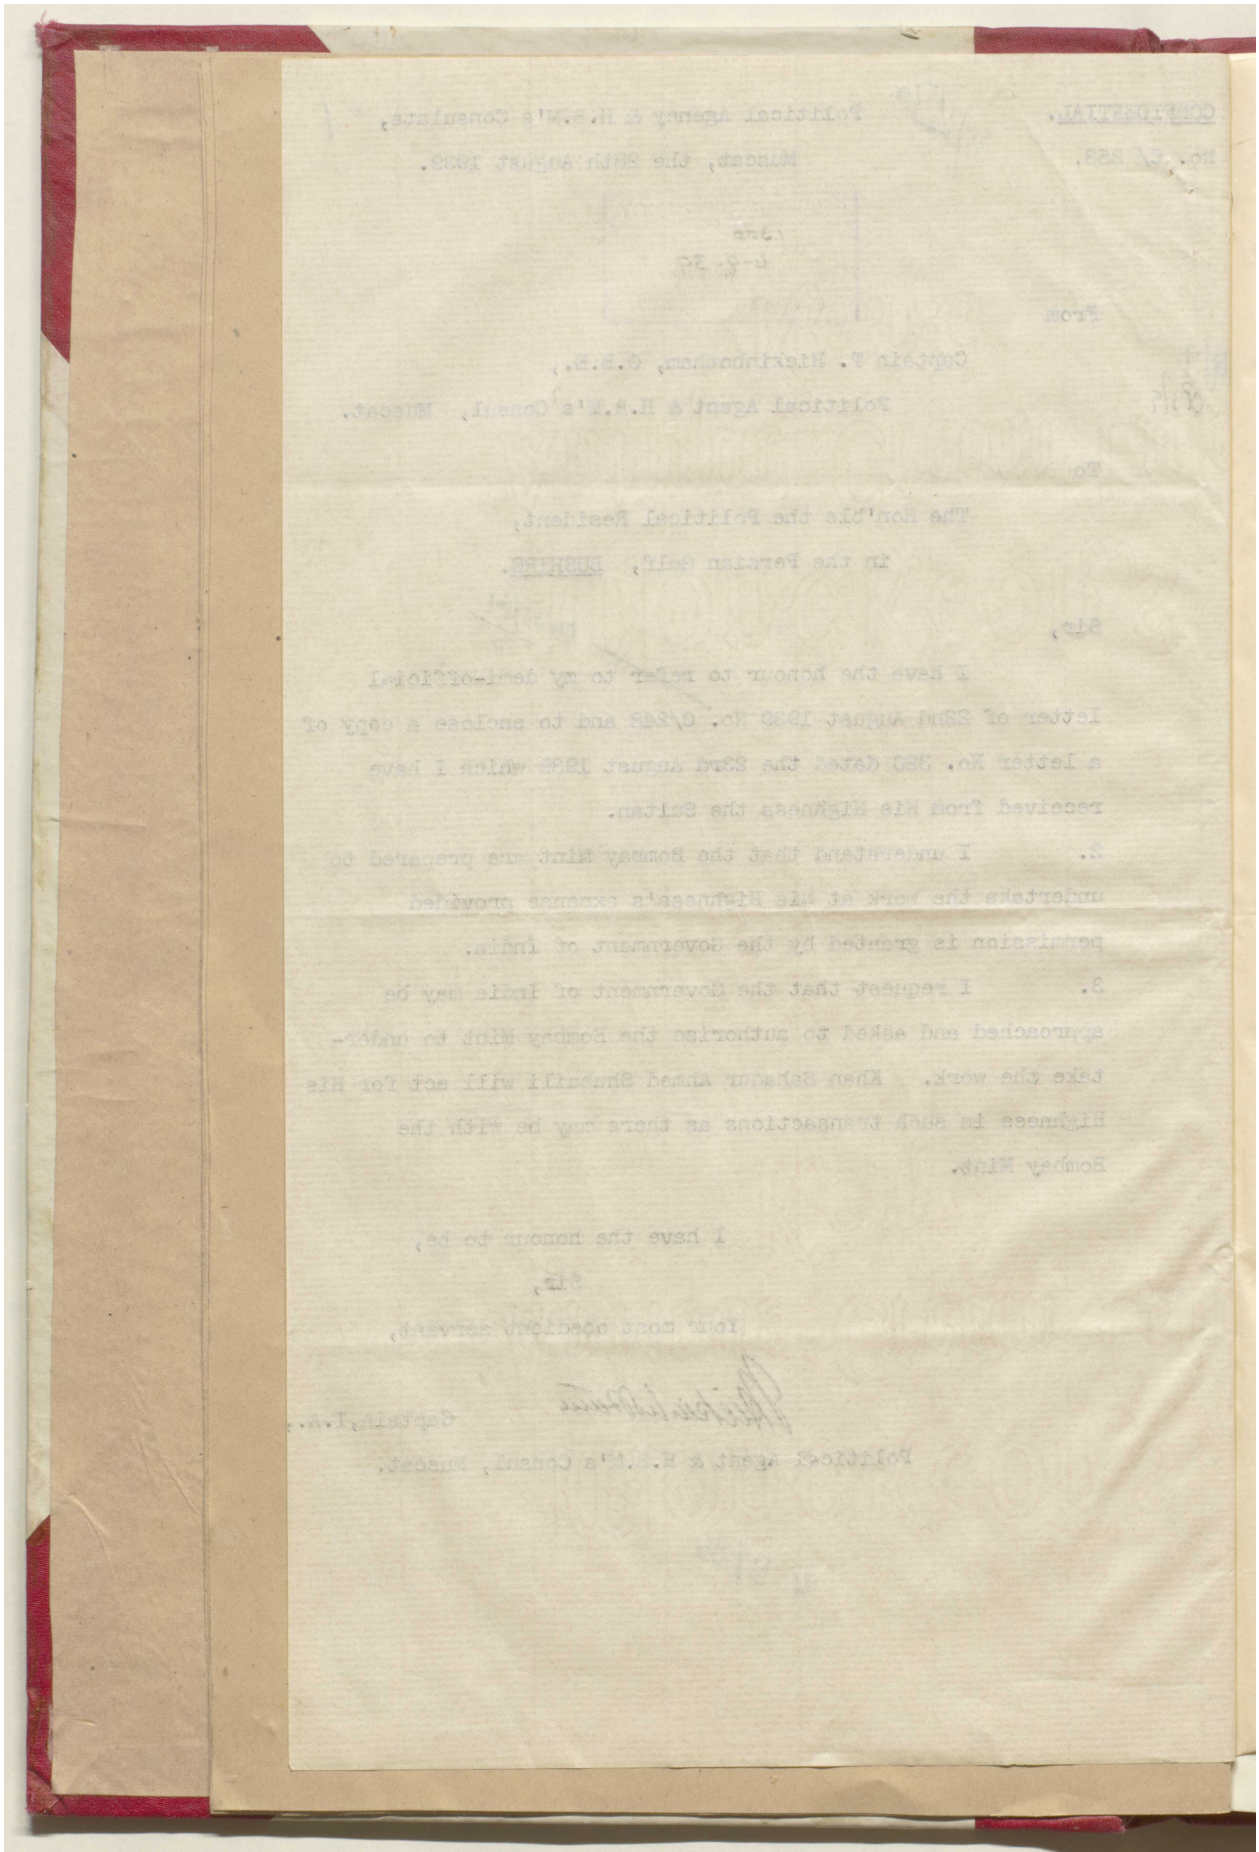 CONFIDENTIAL. Political Agency & H.B.M's Consulate,
No. C/ 253. Muscat, the 28th August 1939.
4-9-39
From
Captain T. Hickinbotham, O.B.E.,
Political Agent & H.B.M's Consul, Muscat.
To
The Hon'ble the Political Resident,
in the Persian Gulf, BUSHIRE.
Sir,
I have the honour to refer to my demi-official
letter of 22nd August 1939 No. C/248 and to enclose a copy of
a letter No. 320 dated the 23rd August 1939 which I have
received from His Highness the Sultan.
2. I understand that the Bombay Mint are prepared to
undertake the work at his Highness's expense provided
permission is granted by the Government of India.
3. I request that the Government of India may be
approached and asked to authorise the Bombay Mint to under-
take the work. Khan Bahadur Ahmed Shubaili will act for His
Highness in such transactions as there may be with the
Bombay Mint.
I have the honour to be,
Sir,
Your most obedient servant,
THickinbotham
Captain, I.A.,
Political Agent & H.B.M's Consul, Muscat.